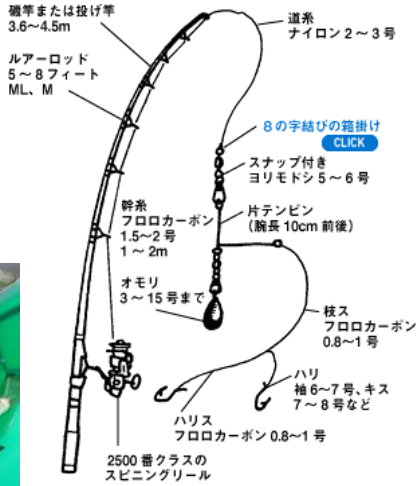 磯竿または投げ竿
3.6〜4.5m
道糸
ナイロン2〜3号
ルアーロッド
5〜8フィート
ML、M
8の字結びの箱掛け
CLICK
スナップ付き
ヨリモドシ5〜6号
幹糸
フロロカーボン
1.5〜2号
1〜2m
片テンビン
(腕長10cm前後)
オモリ
3〜15号まで
枝ス
フロロカーボン
0.8〜1号
ハリ
袖6〜7号、キス
7〜8号など
ハリス
フロロカーボン0.8〜1号
2500番クラスの
スピニングリール